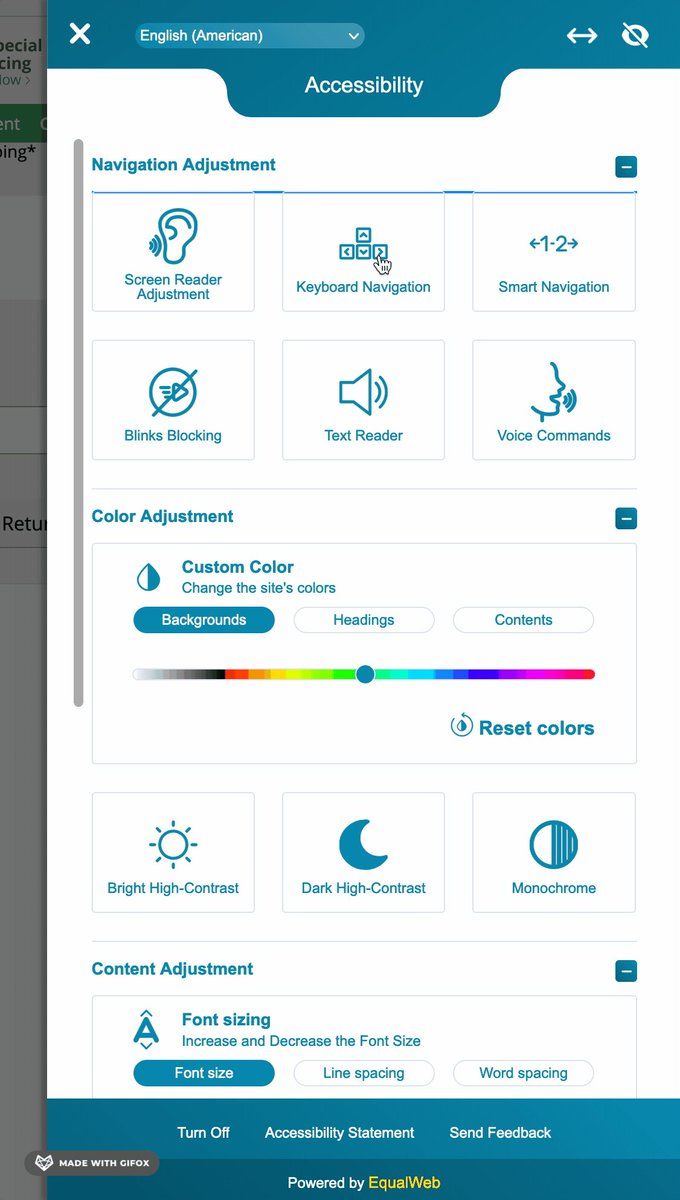 English (American)
Accessibility
pecial
cing
low >
ent
ping*
Retur
Navigation Adjustment
Screen Reader
Adjustment
Keyboard Navigation
←1-2→
Smart Navigation
Blinks Blocking
Text Reader
Voice Commands
Color Adjustment
Custom Color
Change the site's colors
Backgrounds
Headings
Contents
Reset colors
Bright High-Contrast
Dark High-Contrast
Monochrome
Content Adjustment
A
Font sizing
Increase and Decrease the Font Size
Font size
Line spacing
Word spacing
Turn Off
Accessibility Statement
Send Feedback
MADE WITH GIFOX
Powered by EqualWeb